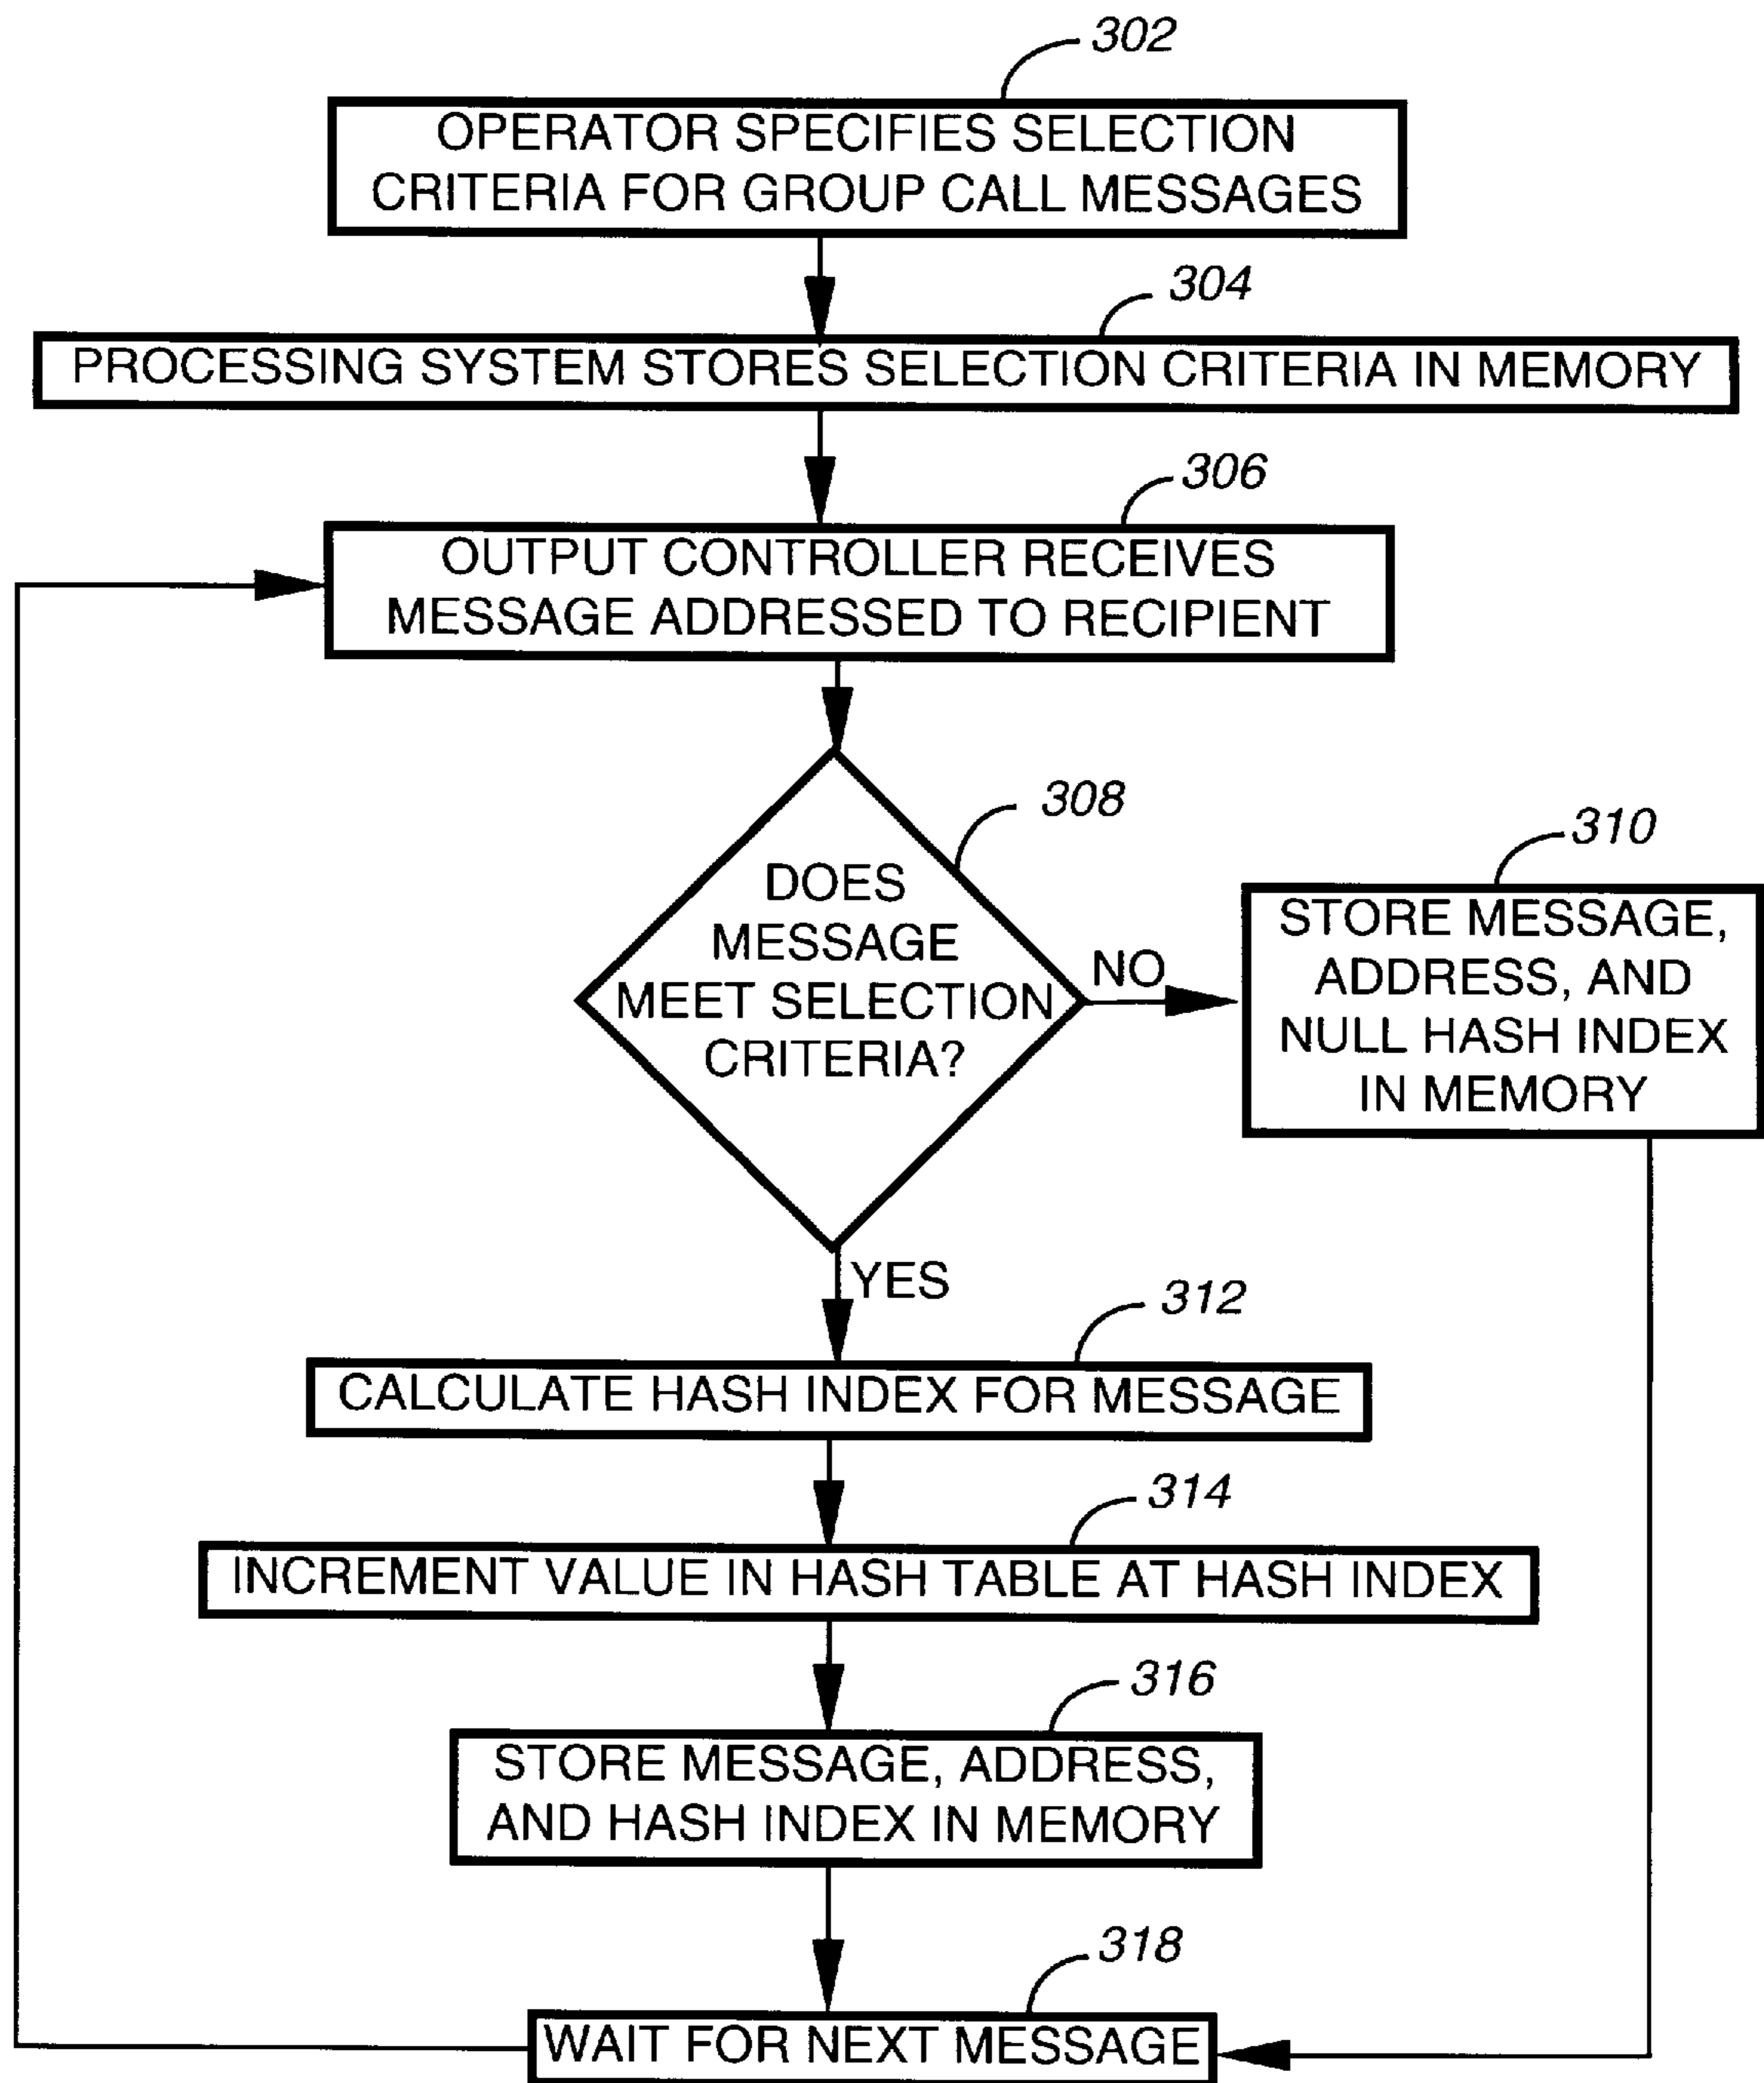 302
OPERATOR SPECIFIES SELECTION
CRITERIA FOR GROUP CALL MESSAGES
304
PROCESSING SYSTEM STORES SELECTION CRITERIA IN MEMORY
306
OUTPUT CONTROLLER RECEIVES
MESSAGE ADDRESSED TO RECIPIENT
308
DOES
MESSAGE
MEET SELECTION
CRITERIA?
NO
310
STORE MESSAGE,
ADDRESS, AND
NULL HASH INDEX
IN MEMORY
YES
312
CALCULATE HASH INDEX FOR MESSAGE
314
INCREMENT VALUE IN HASH TABLE AT HASH INDEX
316
STORE MESSAGE, ADDRESS,
AND HASH INDEX IN MEMORY
318
WAIT FOR NEXT MESSAGE